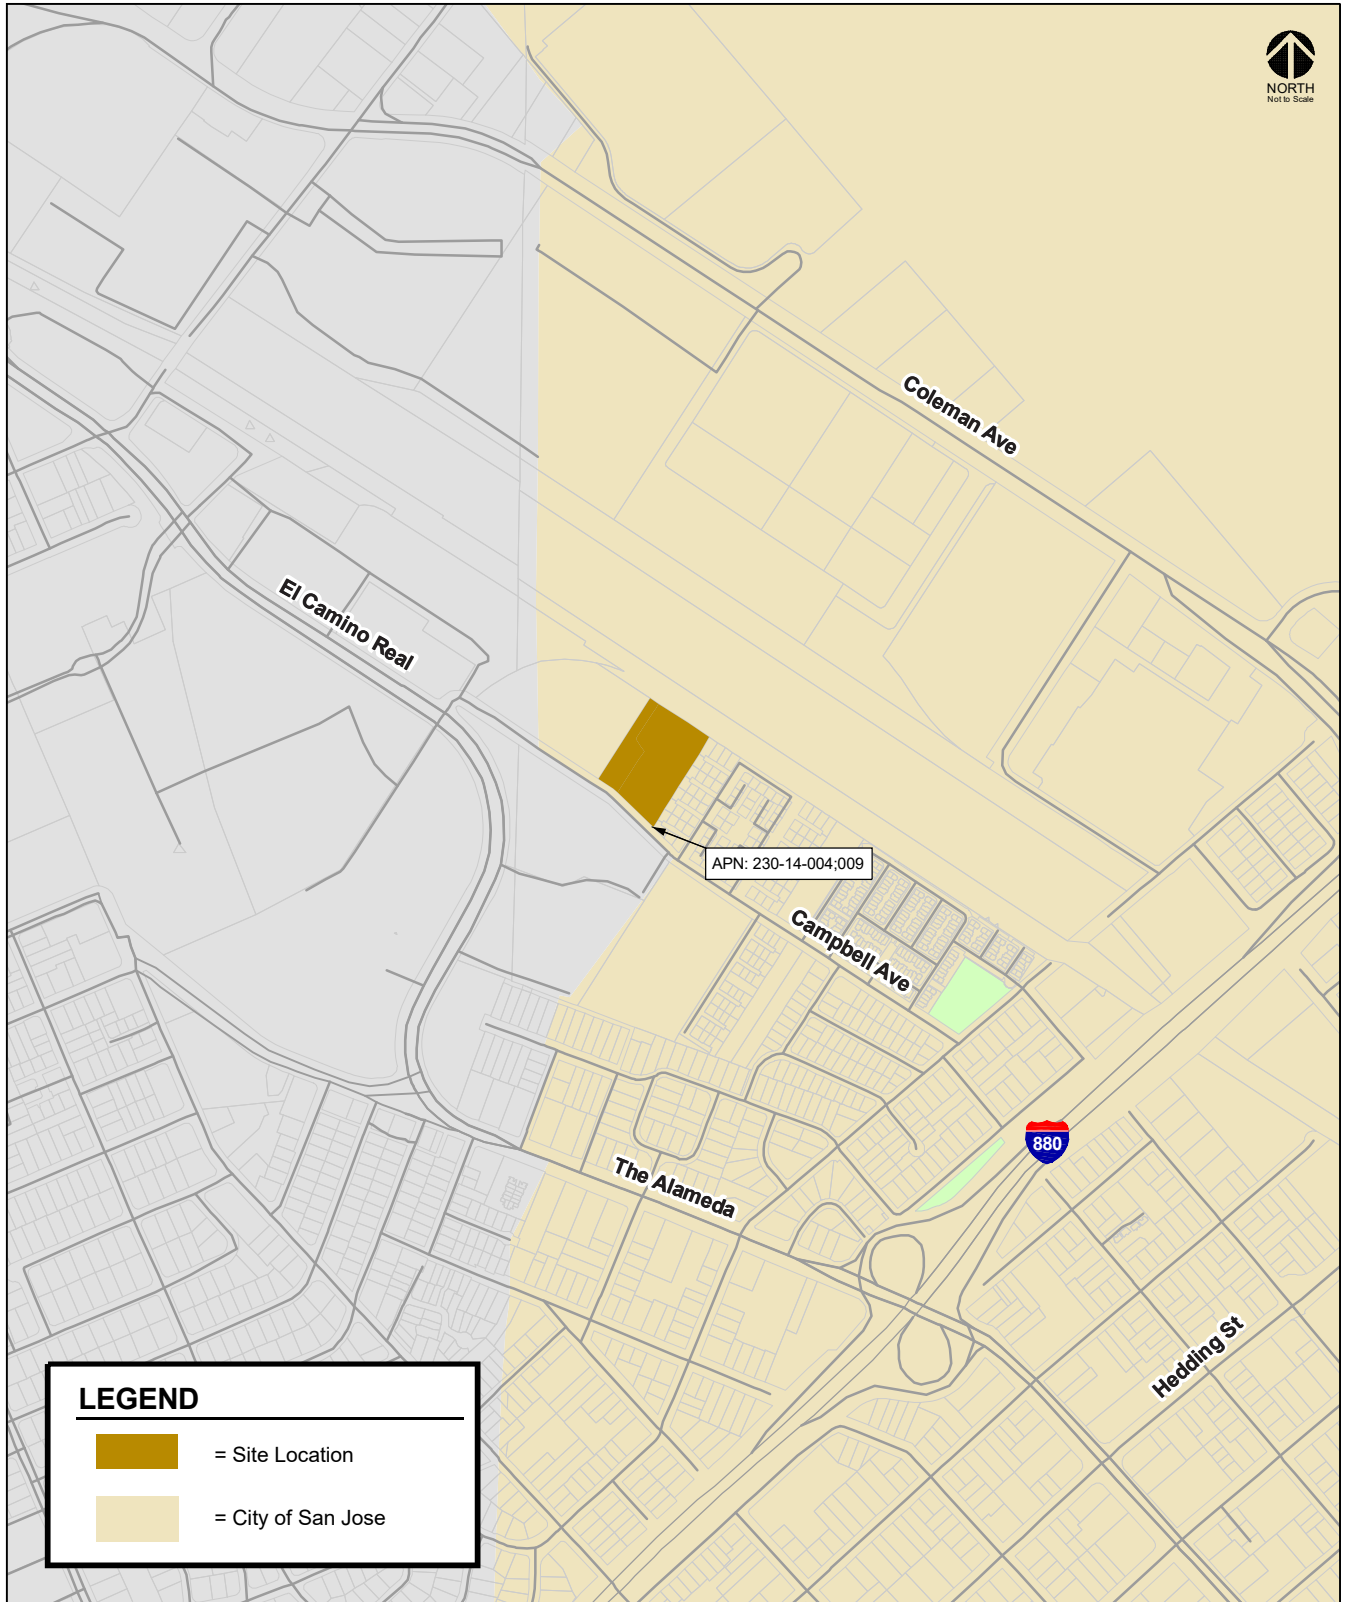 NORTH
Not to Scale
Coleman Ave
El Camino Real
APN: 230-14-004;009
Campbell Ave
880
The Alameda
Hedding St
LEGEND
= Site Location
= City of San Jose